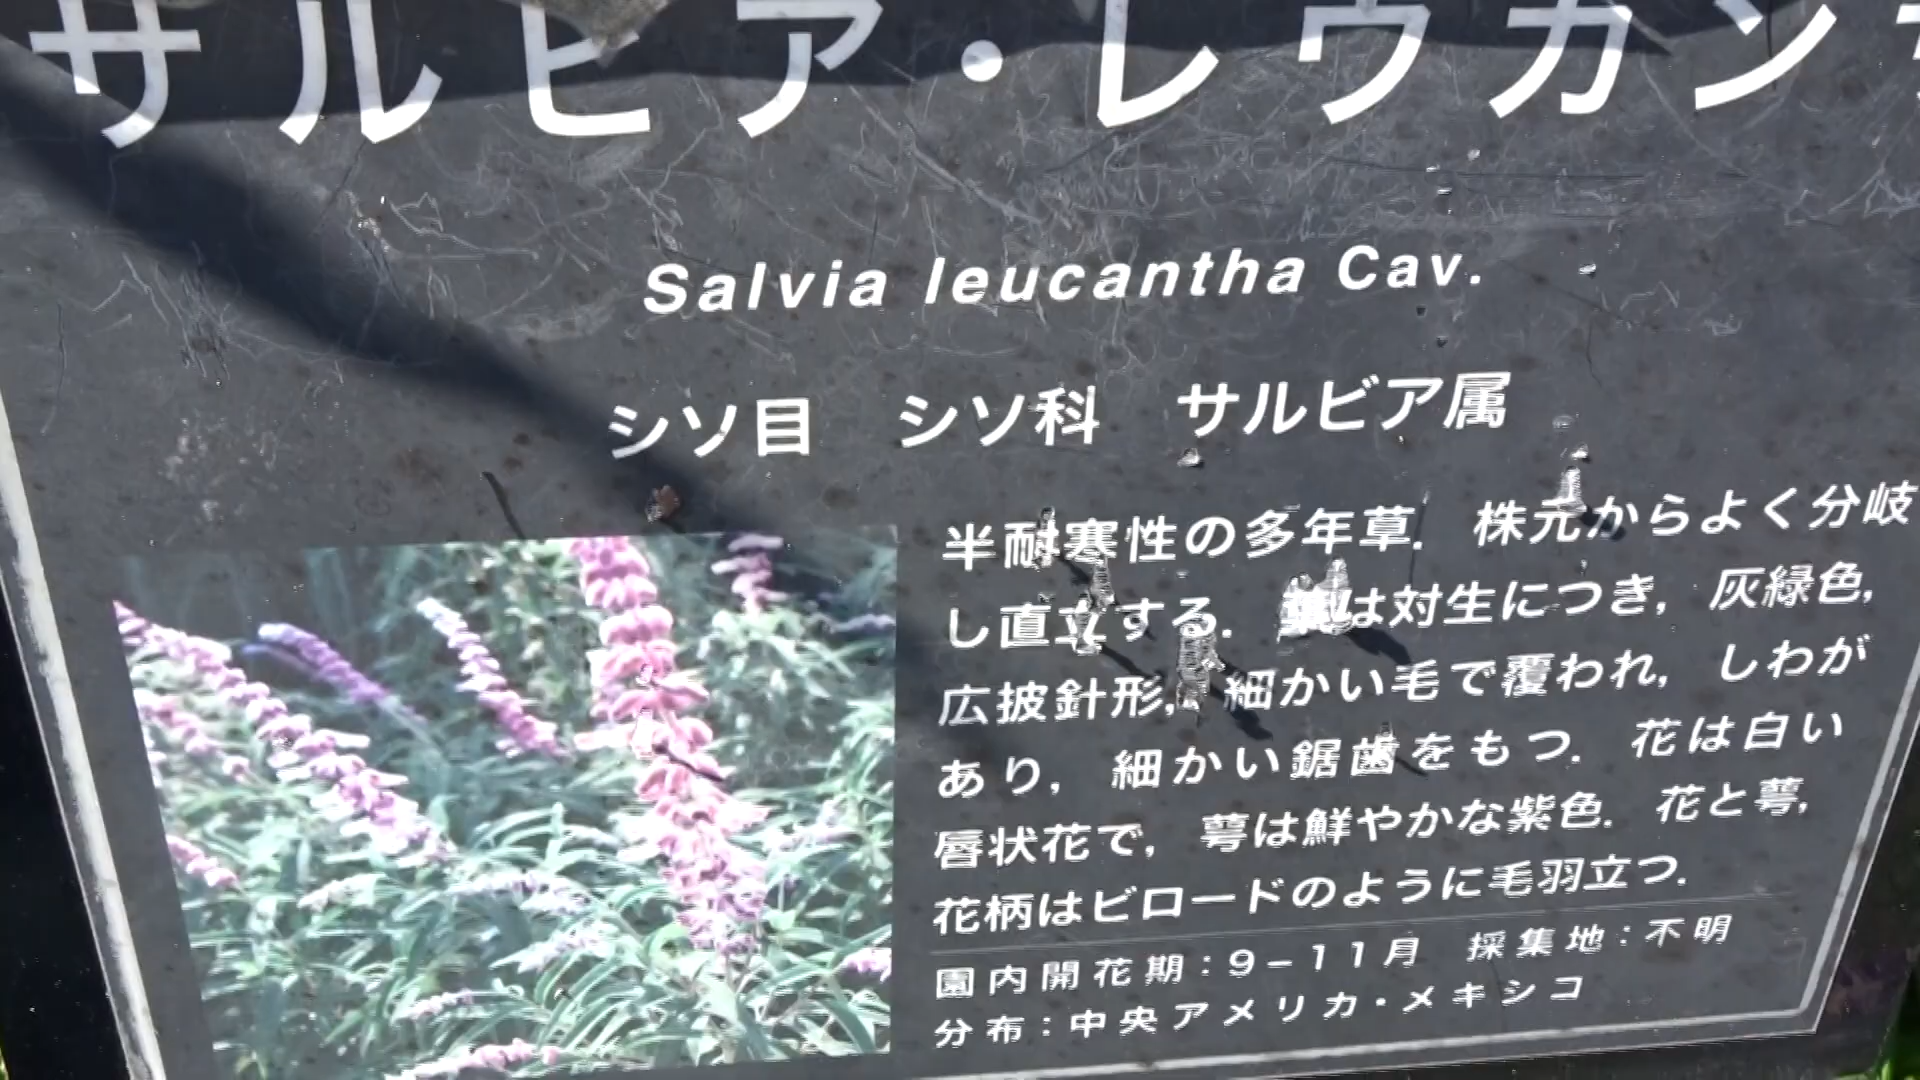 サルビア・レウカン
Salvia leucantha Cav.
シソ目　シソ科　サルビア属
半耐寒性の多年草．株元からよく分岐
し直立する．葉は対生につき，灰緑色，
広披針形，細かい毛で覆われ，しわが
あり，細かい鋸歯をもつ．花は白い
唇状花で，萼は鮮やかな紫色．花と萼，
花柄はビロードのように毛羽立つ．
園内開花期：9－11月　採集地：不明
分布：中央アメリカ・メキシコ